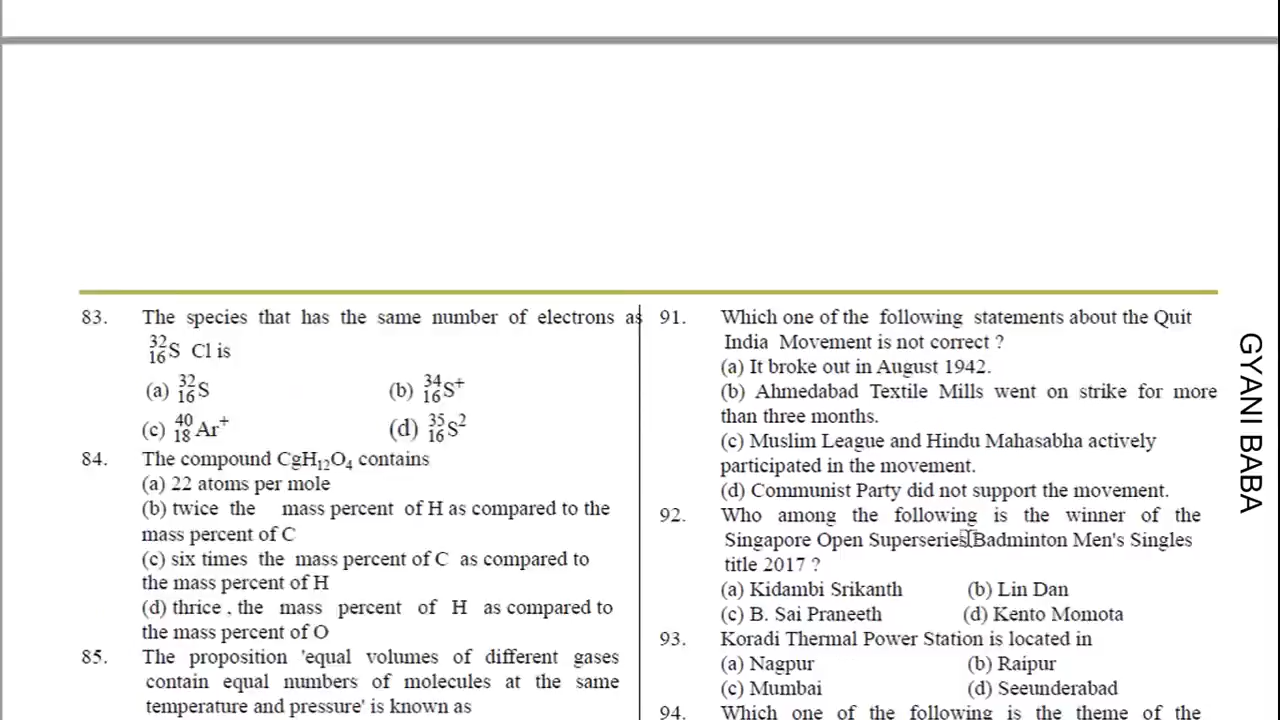 83. The species that has the same number of electrons as
³²₁₆S Cl is
(a) ³²₁₆S (b) ³⁴₁₆S⁺
(c) ⁴⁰₁₈Ar⁺ (d) ³⁵₁₆S²
84. The compound CgH₁₂O₄ contains
(a) 22 atoms per mole
(b) twice the mass percent of H as compared to the
mass percent of C
(c) six times the mass percent of C as compared to
the mass percent of H
(d) thrice . the mass percent of H as compared to
the mass percent of O
85. The proposition 'equal volumes of different gases
contain equal numbers of molecules at the same
temperature and pressure' is known as
91. Which one of the following statements about the Quit
India Movement is not correct ?
(a) It broke out in August 1942.
(b) Ahmedabad Textile Mills went on strike for more
than three months.
(c) Muslim League and Hindu Mahasabha actively
participated in the movement.
(d) Communist Party did not support the movement.
92. Who among the following is the winner of the
Singapore Open Superseries Badminton Men's Singles
title 2017 ?
(a) Kidambi Srikanth (b) Lin Dan
(c) B. Sai Praneeth (d) Kento Momota
93. Koradi Thermal Power Station is located in
(a) Nagpur (b) Raipur
(c) Mumbai (d) Seeunderabad
94. Which one of the following is the theme of the
GYANI BABA